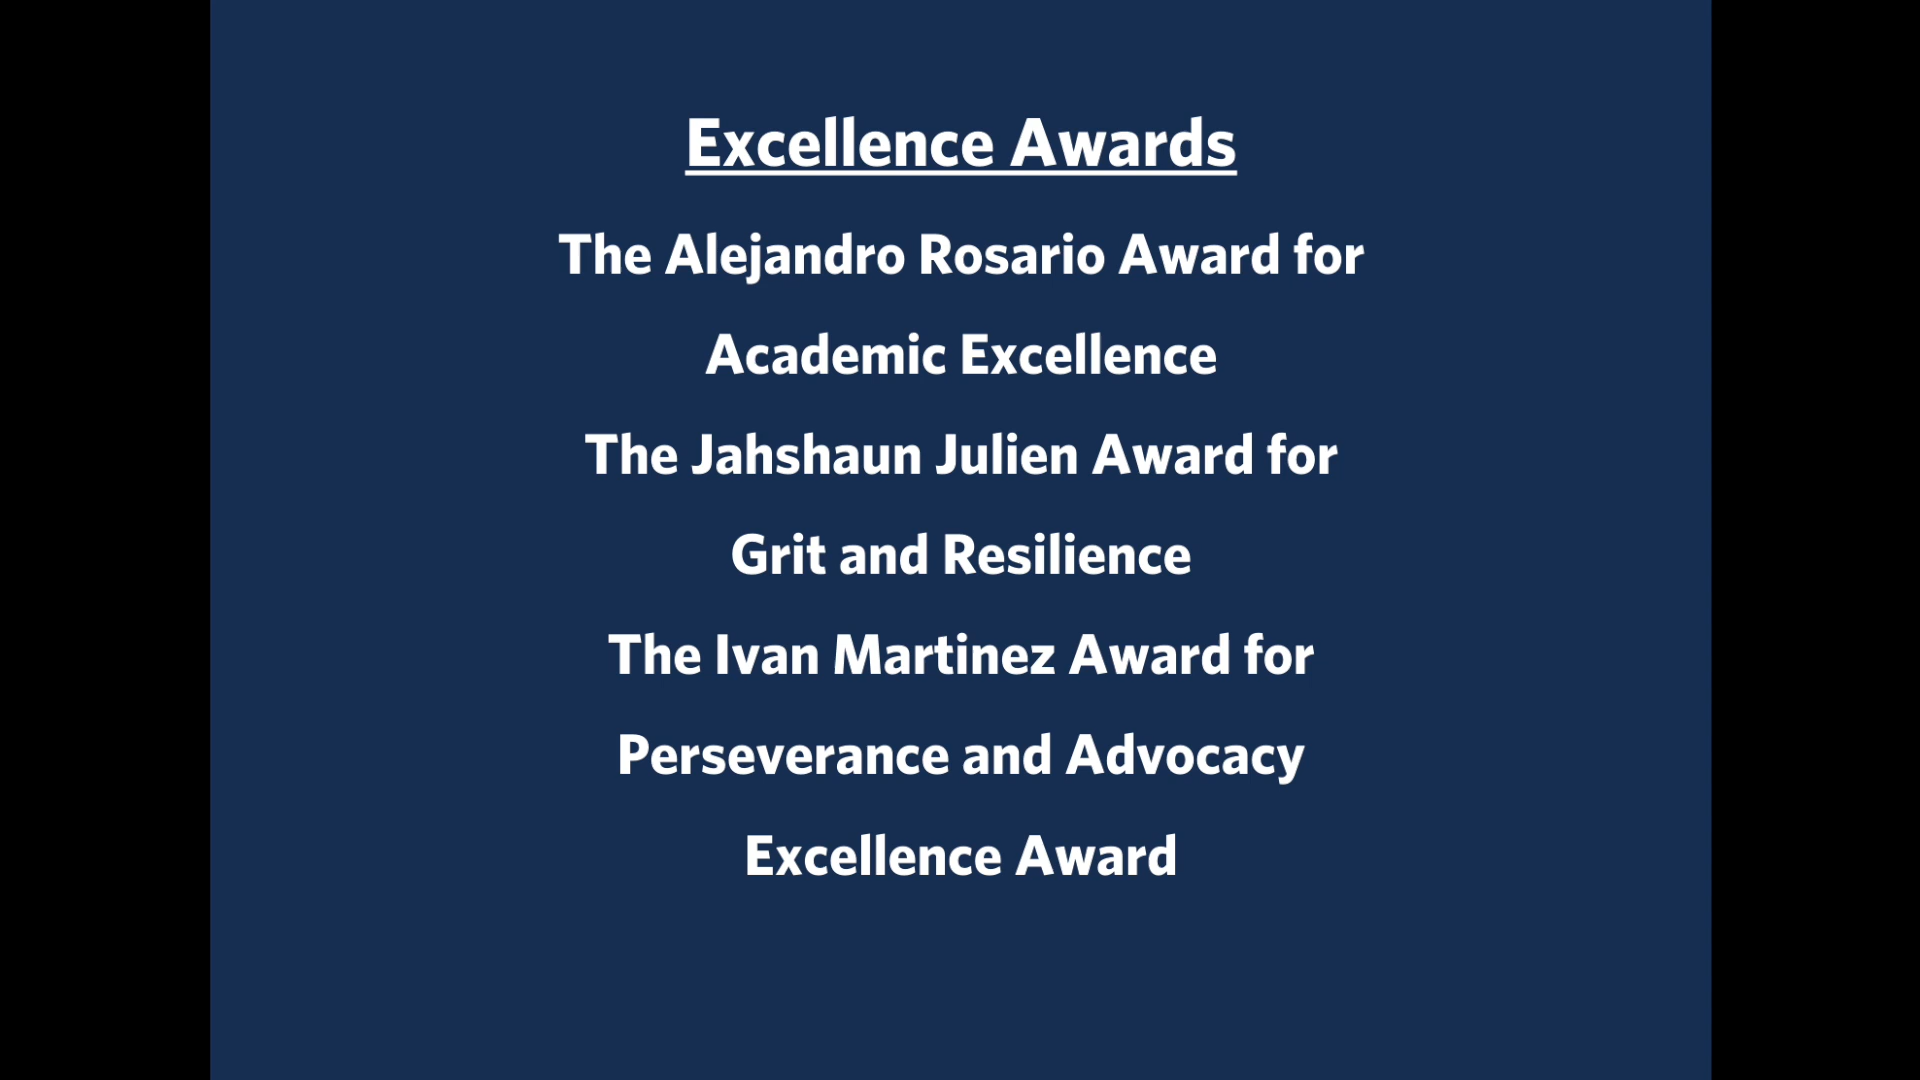 Excellence Awards
The Alejandro Rosario Award for
Academic Excellence
The Jahshaun Julien Award for
Grit and Resilience
The Ivan Martinez Award for
Perseverance and Advocacy
Excellence Award